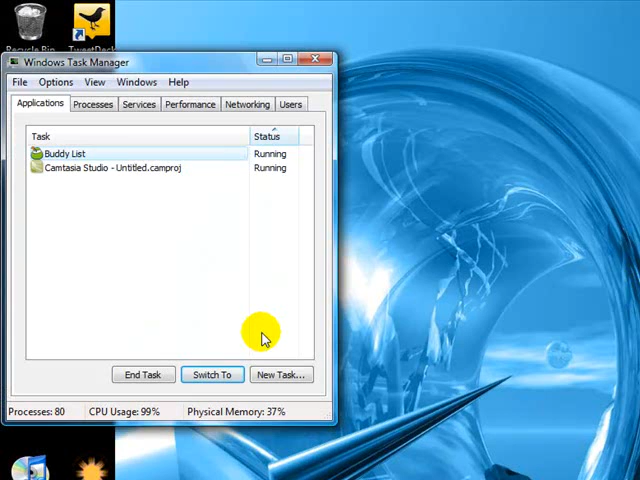 Recycle Bin
TweetDeck
Windows Task Manager
File Options View Windows Help
Applications Processes Services Performance Networking Users
Task Status
Buddy List Running
Camtasia Studio - Untitled.camproj Running
End Task Switch To New Task...
Processes: 80 CPU Usage: 99% Physical Memory: 37%